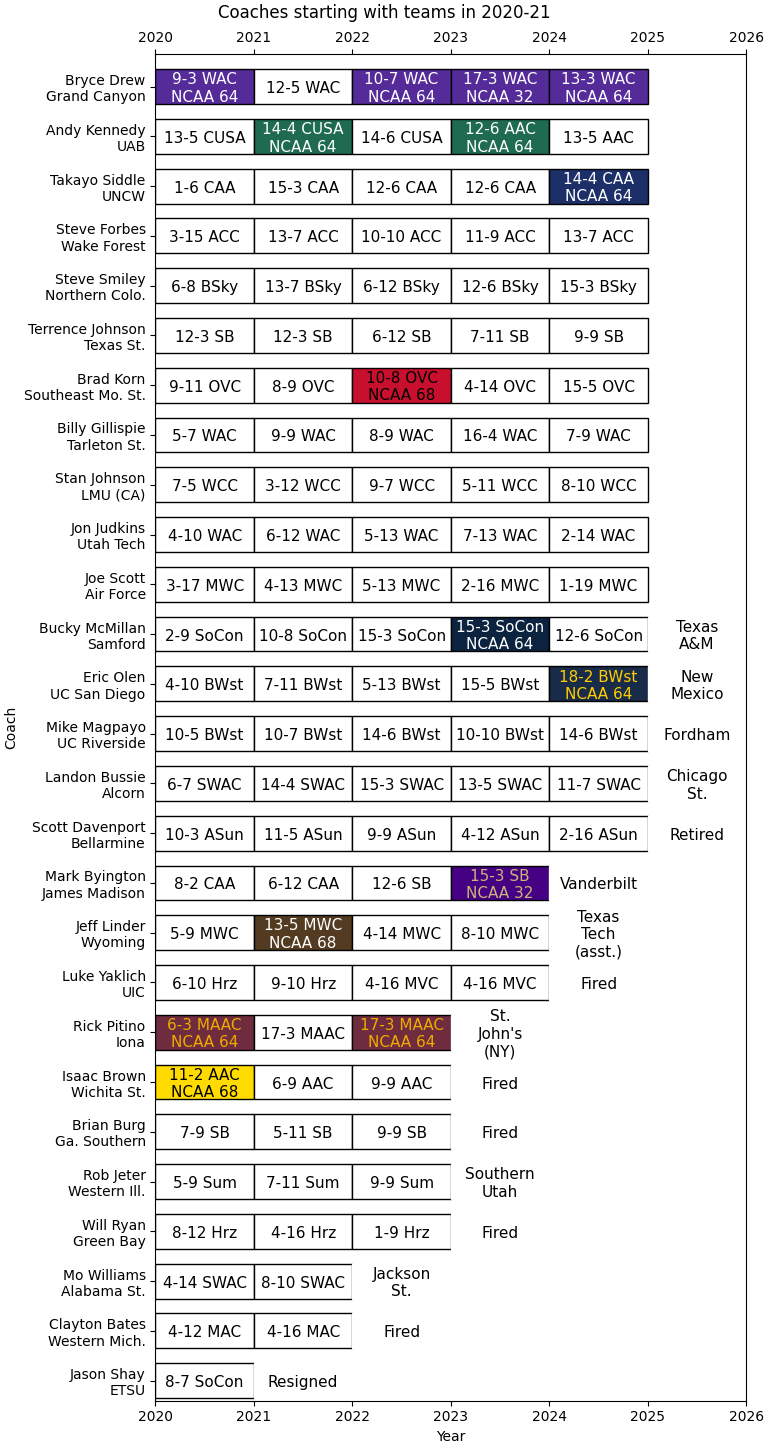 Coaches starting with teams in 2020-21
2020 2021 2022 2023 2024 2025 2026
Bryce Drew
Grand Canyon
9-3 WAC
NCAA 64
12-5 WAC
10-7 WAC
NCAA 64
17-3 WAC
NCAA 32
13-3 WAC
NCAA 64
Andy Kennedy
UAB
13-5 CUSA
14-4 CUSA
NCAA 64
14-6 CUSA
12-6 AAC
NCAA 64
13-5 AAC
Takayo Siddle
UNCW
1-6 CAA
15-3 CAA
12-6 CAA
12-6 CAA
14-4 CAA
NCAA 64
Steve Forbes
Wake Forest
3-15 ACC
13-7 ACC
10-10 ACC
11-9 ACC
13-7 ACC
Steve Smiley
Northern Colo.
6-8 BSky
13-7 BSky
6-12 BSky
12-6 BSky
15-3 BSky
Terrence Johnson
Texas St.
12-3 SB
12-3 SB
6-12 SB
7-11 SB
9-9 SB
Brad Korn
Southeast Mo. St.
9-11 OVC
8-9 OVC
10-8 OVC
NCAA 68
4-14 OVC
15-5 OVC
Billy Gillispie
Tarleton St.
5-7 WAC
9-9 WAC
8-9 WAC
16-4 WAC
7-9 WAC
Stan Johnson
LMU (CA)
7-5 WCC
3-12 WCC
9-7 WCC
5-11 WCC
8-10 WCC
Jon Judkins
Utah Tech
4-10 WAC
6-12 WAC
5-13 WAC
7-13 WAC
2-14 WAC
Joe Scott
Air Force
3-17 MWC
4-13 MWC
5-13 MWC
2-16 MWC
1-19 MWC
Bucky McMillan
Samford
2-9 SoCon
10-8 SoCon
15-3 SoCon
15-3 SoCon
NCAA 64
12-6 SoCon
Texas
A&M
Eric Olen
UC San Diego
4-10 BWst
7-11 BWst
5-13 BWst
15-5 BWst
18-2 BWst
NCAA 64
New
Mexico
Mike Magpayo
UC Riverside
10-5 BWst
10-7 BWst
14-6 BWst
10-10 BWst
14-6 BWst
Fordham
Landon Bussie
Alcorn
6-7 SWAC
14-4 SWAC
15-3 SWAC
13-5 SWAC
11-7 SWAC
Chicago
St.
Scott Davenport
Bellarmine
10-3 ASun
11-5 ASun
9-9 ASun
4-12 ASun
2-16 ASun
Retired
Mark Byington
James Madison
8-2 CAA
6-12 CAA
12-6 SB
15-3 SB
NCAA 32
Vanderbilt
Jeff Linder
Wyoming
5-9 MWC
13-5 MWC
NCAA 68
4-14 MWC
8-10 MWC
Texas
Tech
(asst.)
Luke Yaklich
UIC
6-10 Hrz
9-10 Hrz
4-16 MVC
4-16 MVC
Fired
Rick Pitino
Iona
6-3 MAAC
NCAA 64
17-3 MAAC
17-3 MAAC
NCAA 64
St.
John's
(NY)
Isaac Brown
Wichita St.
11-2 AAC
NCAA 68
6-9 AAC
9-9 AAC
Fired
Brian Burg
Ga. Southern
7-9 SB
5-11 SB
9-9 SB
Fired
Rob Jeter
Western Ill.
5-9 Sum
7-11 Sum
9-9 Sum
Southern
Utah
Will Ryan
Green Bay
8-12 Hrz
4-16 Hrz
1-9 Hrz
Fired
Mo Williams
Alabama St.
4-14 SWAC
8-10 SWAC
Jackson
St.
Clayton Bates
Western Mich.
4-12 MAC
4-16 MAC
Fired
Jason Shay
ETSU
8-7 SoCon
Resigned
2020 2021 2022 2023 2024 2025 2026
Year
Coach